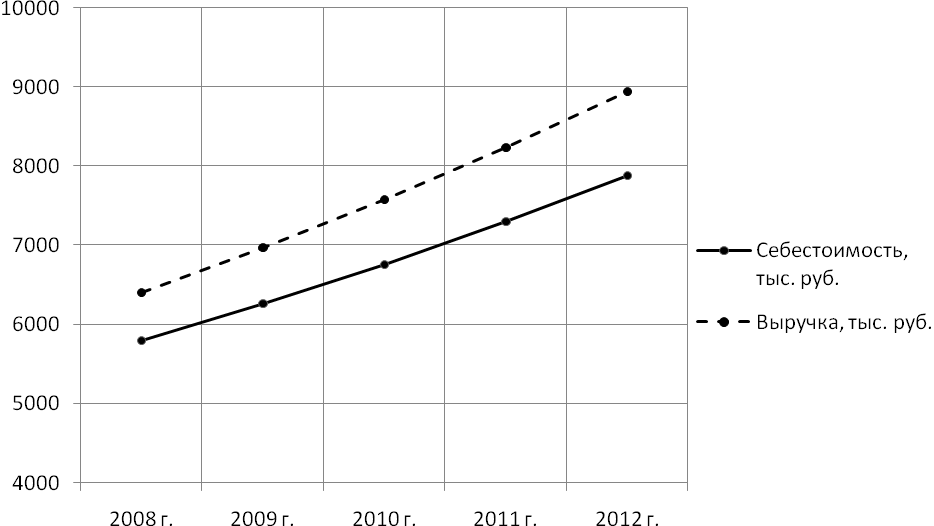 10000
9000
8000
7000
6000
5000
4000
2008 г.
2009 г.
2010 г.
2011 г.
2012 г.
Себестоимость,
тыс. руб.
Выручка, тыс. руб.